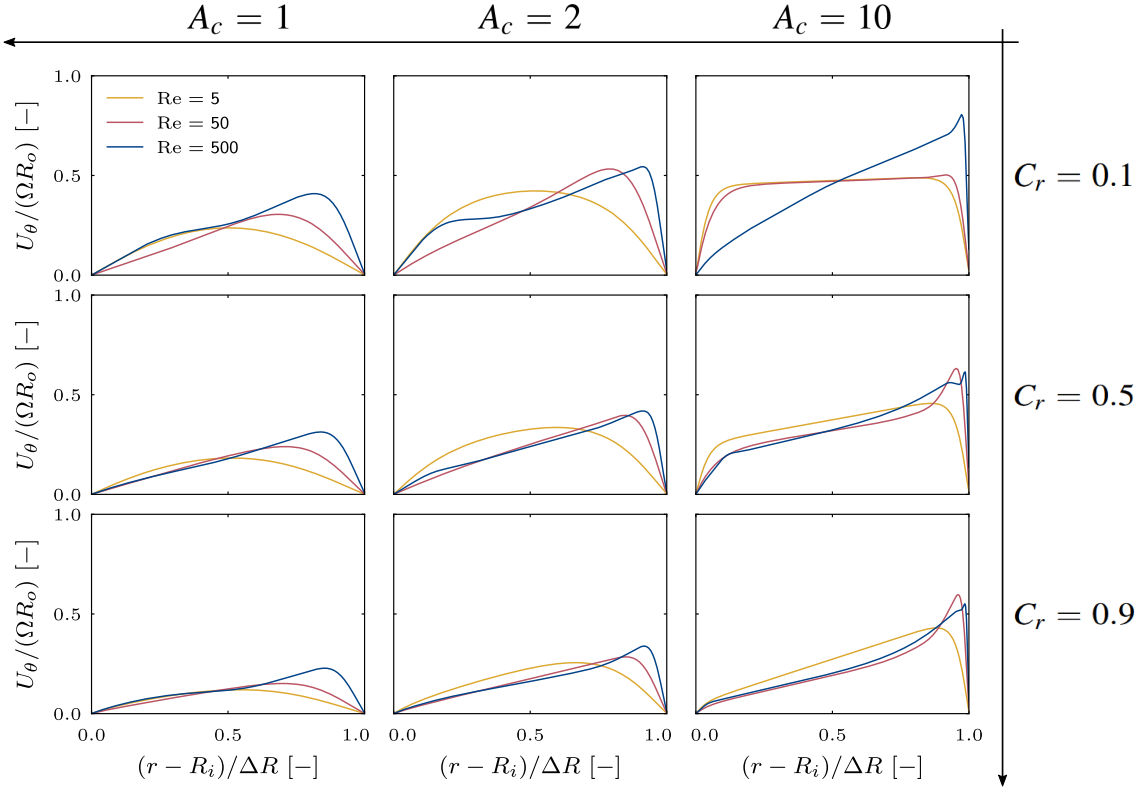 A_c = 1
A_c = 2
A_c = 10
1.0
0.5
0.0
U_θ/(ΩR_o) [−]
Re = 5
Re = 50
Re = 500
C_r = 0.1
1.0
0.5
0.0
U_θ/(ΩR_o) [−]
C_r = 0.5
1.0
0.5
0.0
U_θ/(ΩR_o) [−]
C_r = 0.9
0.0 0.5 1.0
0.0 0.5 1.0
0.0 0.5 1.0
(r − R_i)/ΔR [−]
(r − R_i)/ΔR [−]
(r − R_i)/ΔR [−]